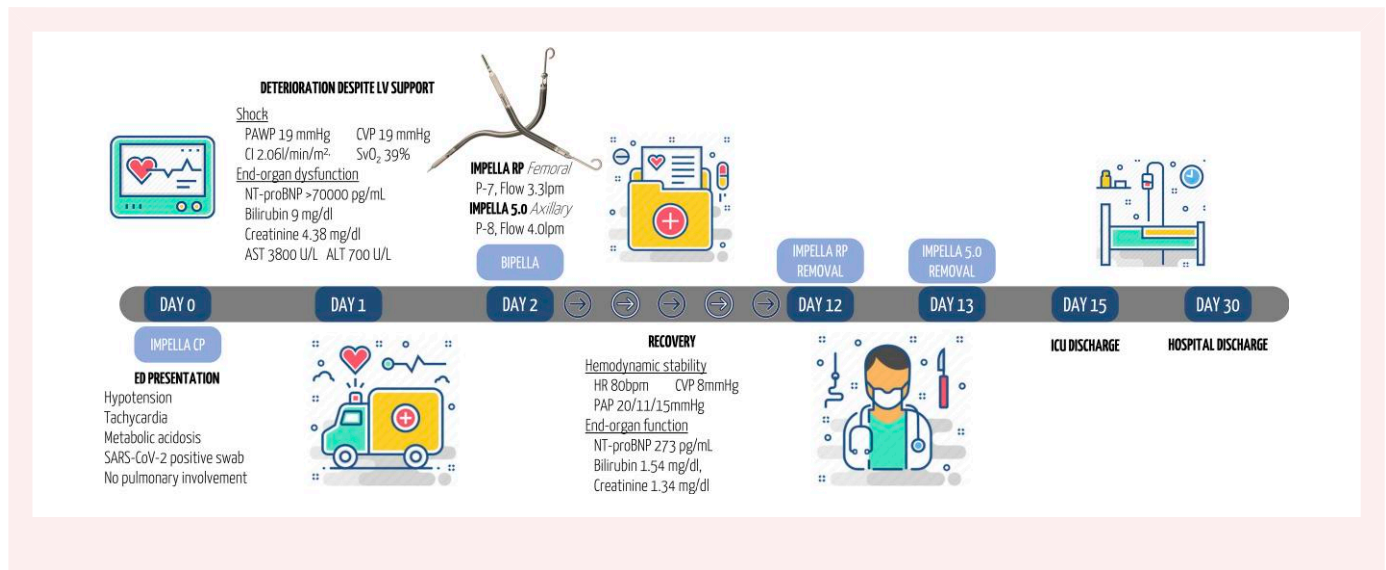 DETERIORATION DESPITE LV SUPPORT
Shock
PAWP 19 mmHg CVP 19 mmHg
CI 2.06l/min/m². SvO₂ 39%
End-organ dysfunction
NT-proBNP >70000 pg/mL
Bilirubin 9 mg/dl
Creatinine 4.38 mg/dl
AST 3800 U/L ALT 700 U/L
IMPELLA RP Femoral
P-7, Flow 3.3lpm
IMPELLA 5.0 Axillary
P-8, Flow 4.0lpm
BIPELLA
IMPELLA RP
REMOVAL
IMPELLA 5.0
REMOVAL
DAY 0
DAY 1
DAY 2
DAY 12
DAY 13
DAY 15
DAY 30
IMPELLA CP
ED PRESENTATION
Hypotension
Tachycardia
Metabolic acidosis
SARS-CoV-2 positive swab
No pulmonary involvement
RECOVERY
Hemodynamic stability
HR 80bpm CVP 8mmHg
PAP 20/11/15mmHg
End-organ function
NT-proBNP 273 pg/mL
Bilirubin 1.54 mg/dl,
Creatinine 1.34 mg/dl
ICU DISCHARGE
HOSPITAL DISCHARGE